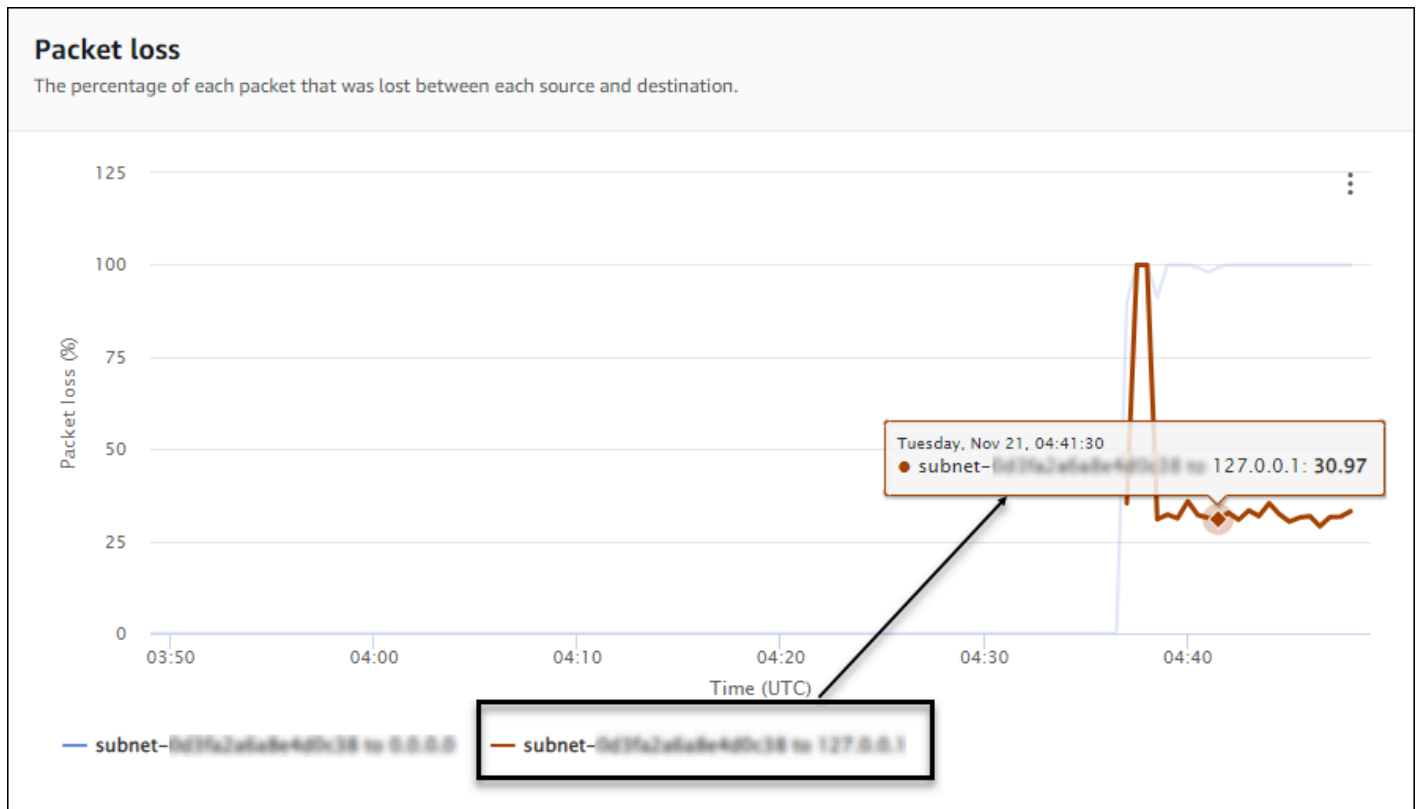 Packet loss
The percentage of each packet that was lost between each source and destination.
125
100
75
50
25
0
Packet loss (%)
Tuesday, Nov 21, 04:41:30
subnet- 127.0.0.1: 30.97
03:50 04:00 04:10 04:20 04:30 04:40
Time (UTC)
subnet- subnet-